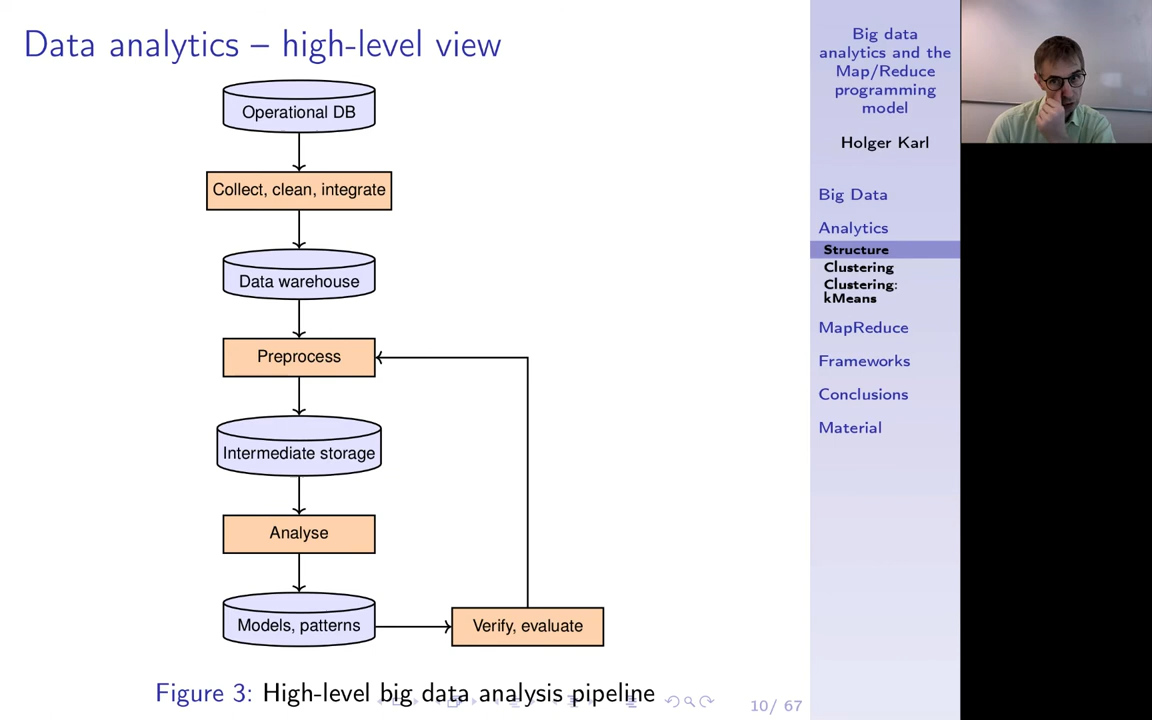 Data analytics – high-level view
Operational DB
Collect, clean, integrate
Data warehouse
Preprocess
Intermediate storage
Analyse
Models, patterns
Verify, evaluate
Figure 3: High-level big data analysis pipeline
10/ 67
Big data
analytics and the
Map/Reduce
programming
model
Holger Karl
Big Data
Analytics
Structure
Clustering
Clustering:
kMeans
MapReduce
Frameworks
Conclusions
Material